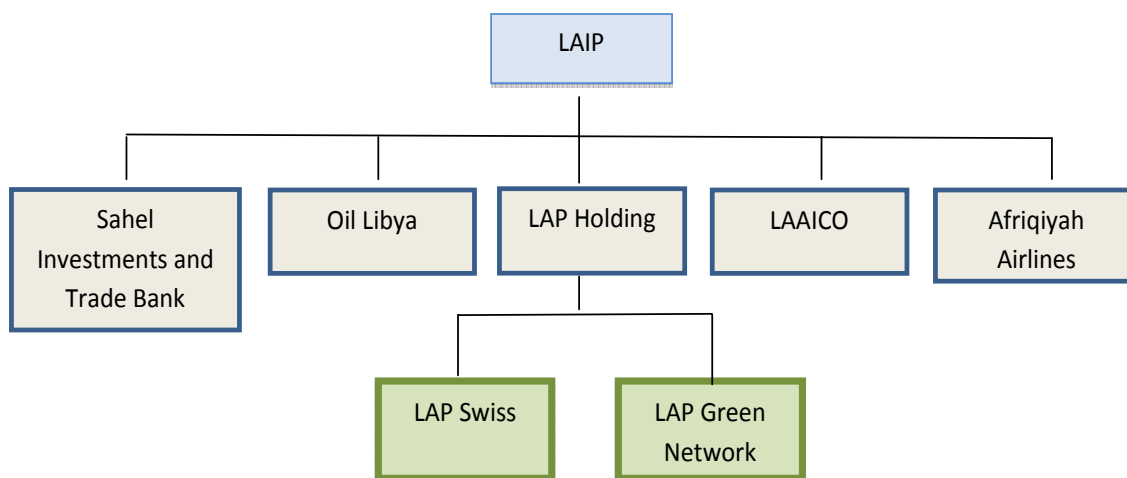 LAIP
Sahel
Investments and
Trade Bank
Oil Libya
LAP Holding
LAAICO
Afriqiyah
Airlines
LAP Swiss
LAP Green
Network